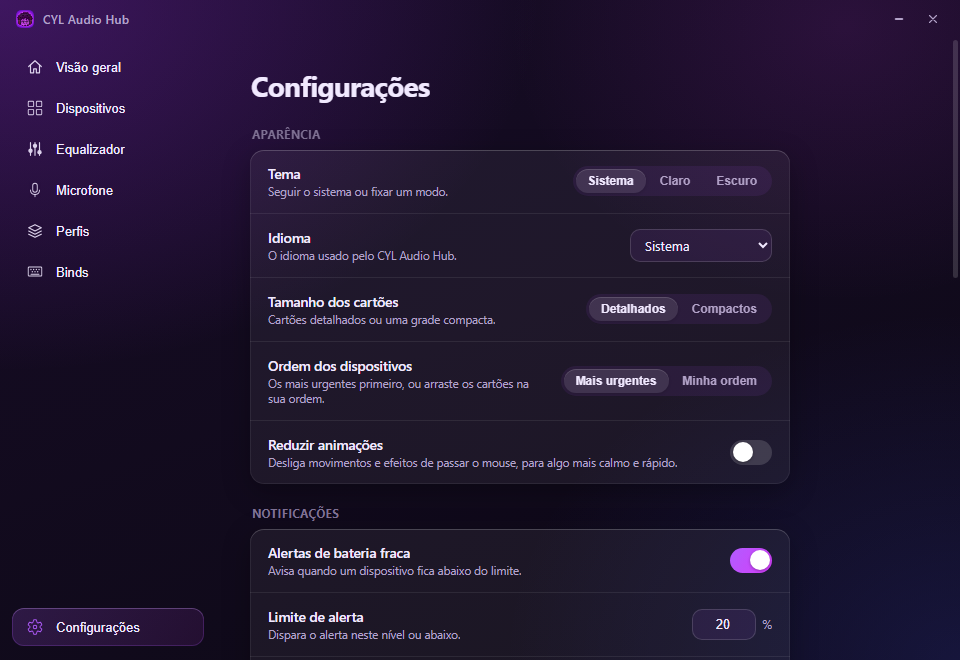 CYL Audio Hub
Visão geral
Dispositivos
Equalizador
Microfone
Perfis
Binds
Configurações
Configurações
APARÊNCIA
Tema
Seguir o sistema ou fixar um modo.
Sistema Claro Escuro
Idioma
O idioma usado pelo CYL Audio Hub.
Sistema
Tamanho dos cartões
Cartões detalhados ou uma grade compacta.
Detalhados Compactos
Ordem dos dispositivos
Os mais urgentes primeiro, ou arraste os cartões na
sua ordem.
Mais urgentes Minha ordem
Reduzir animações
Desliga movimentos e efeitos de passar o mouse, para algo mais calmo e rápido.
NOTIFICAÇÕES
Alertas de bateria fraca
Avisa quando um dispositivo fica abaixo do limite.
Limite de alerta
Dispara o alerta neste nível ou abaixo.
20 %